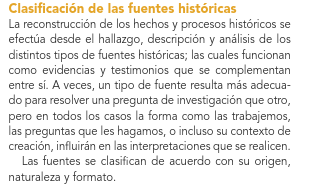 Clasificación de las fuentes históricas
La reconstrucción de los hechos y procesos históricos se
efectúa desde el hallazgo, descripción y análisis de los
distintos tipos de fuentes históricas; las cuales funcionan
como evidencias y testimonios que se complementan
entre sí. A veces, un tipo de fuente resulta más adecua-
do para resolver una pregunta de investigación que otro,
pero en todos los casos la forma como las trabajemos,
las preguntas que les hagamos, o incluso su contexto de
creación, influirán en las interpretaciones que se realicen.
Las fuentes se clasifican de acuerdo con su origen,
naturaleza y formato.